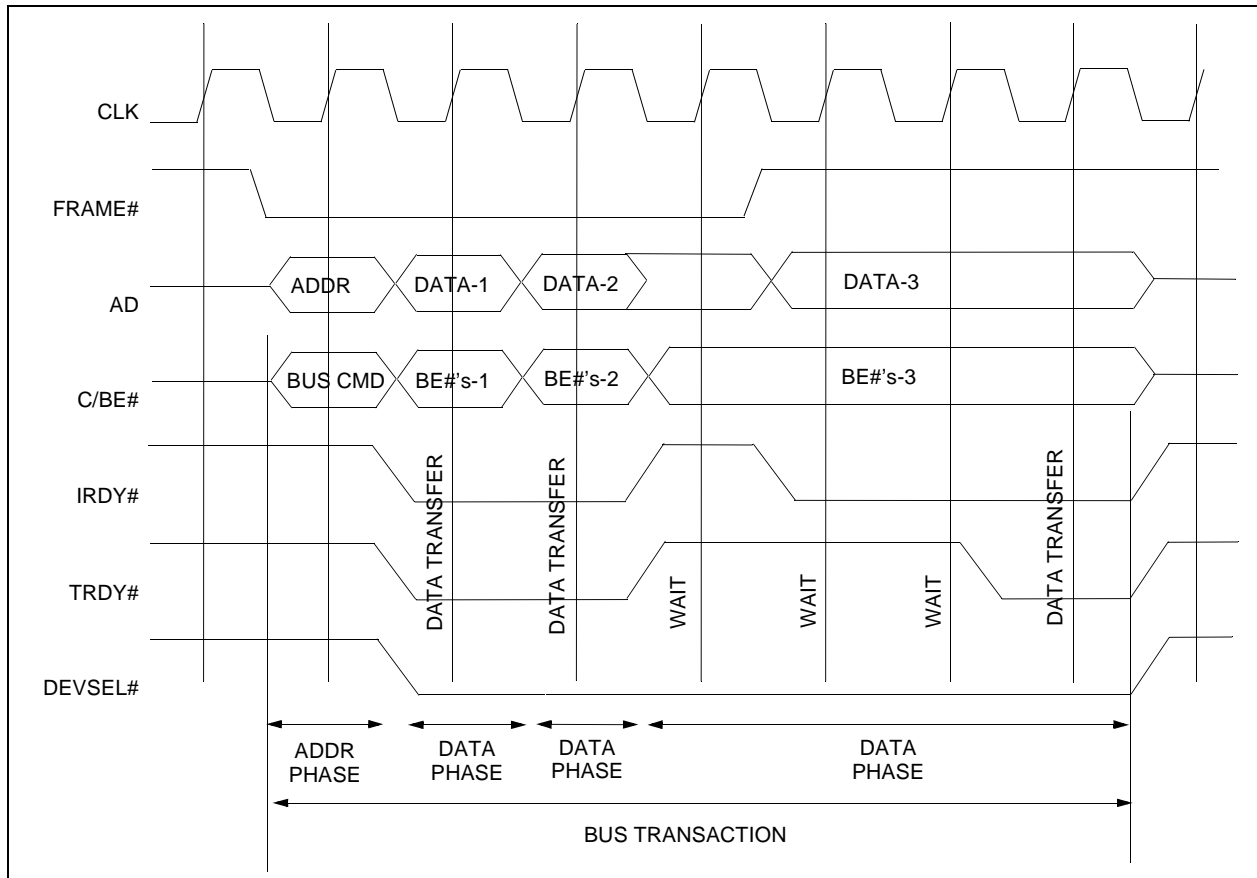 CLK
FRAME#
AD
ADDR
DATA-1
DATA-2
DATA-3
C/BE#
BUS CMD
BE#'s-1
BE#'s-2
BE#'s-3
IRDY#
TRDY#
DEVSEL#
DATA TRANSFER
DATA TRANSFER
WAIT
WAIT
WAIT
DATA TRANSFER
ADDR
PHASE
DATA
PHASE
DATA
PHASE
DATA
PHASE
BUS TRANSACTION